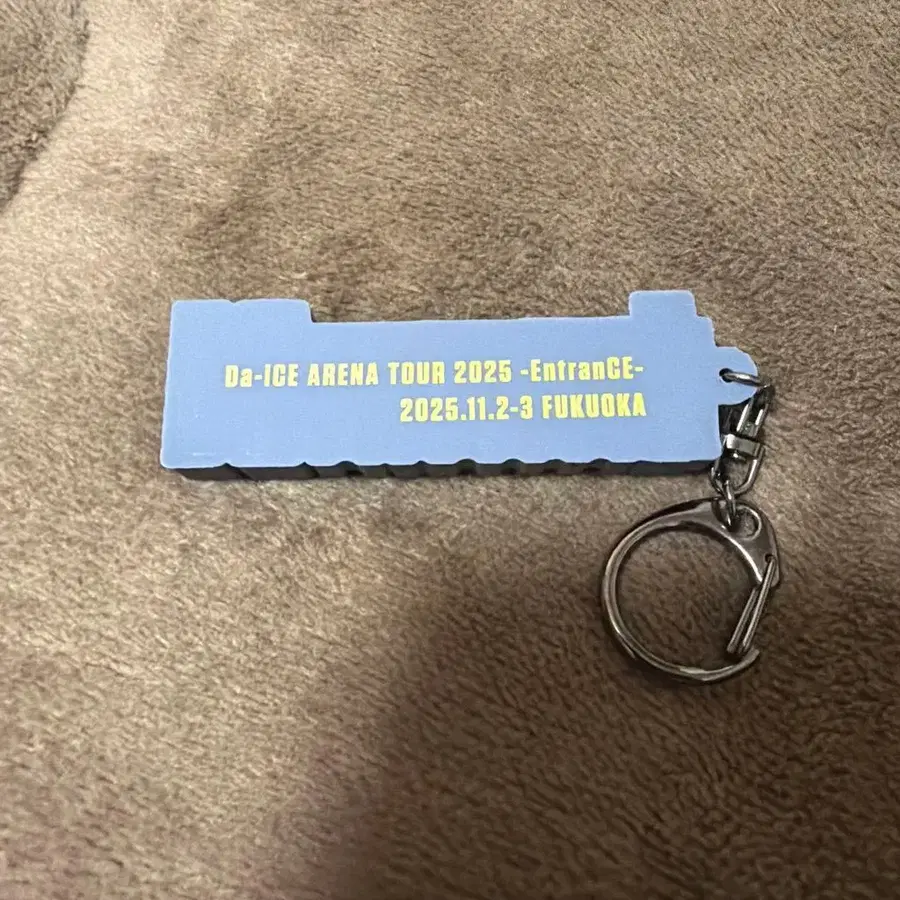 Da-iCE ARENA TOUR 2025 -EntranCE-
2025.11.2-3 FUKUOKA